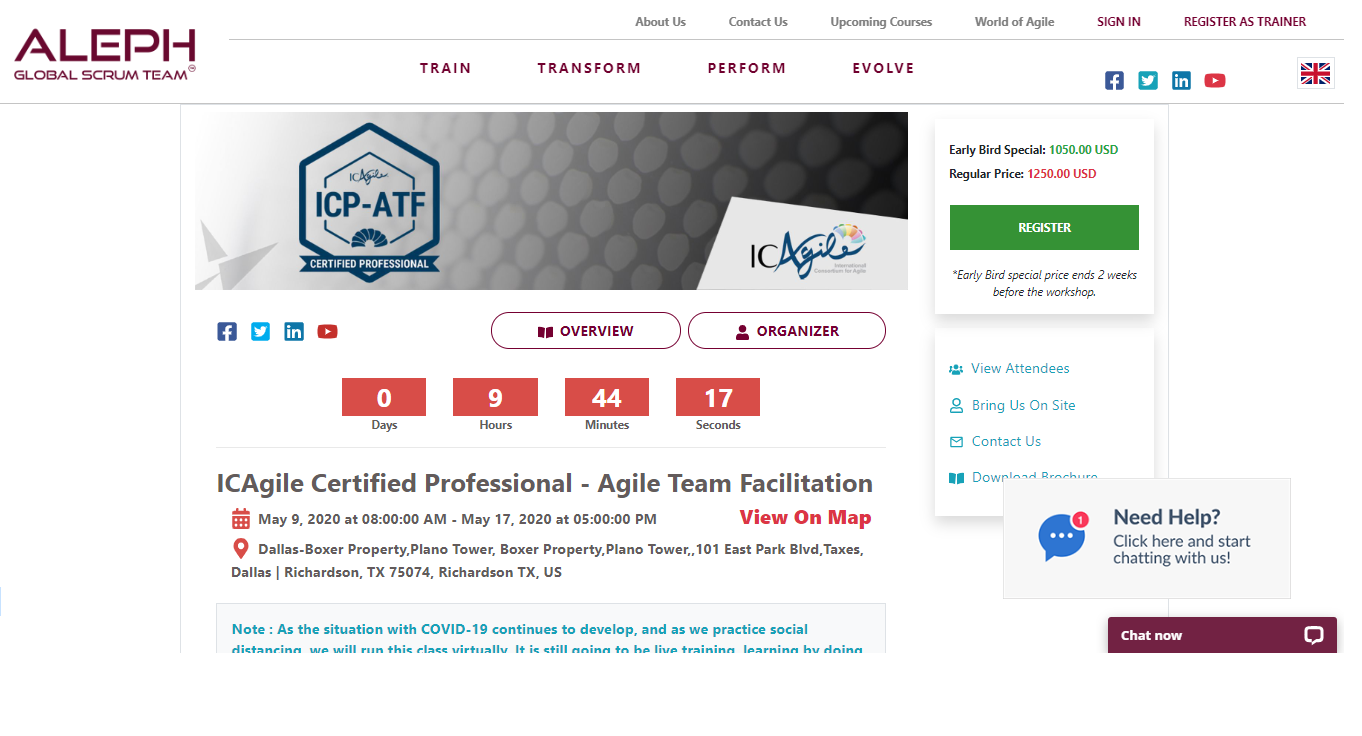 About Us Contact Us Upcoming Courses World of Agile SIGN IN REGISTER AS TRAINER
ALEPH
GLOBAL SCRUM TEAM™
TRAIN TRANSFORM PERFORM EVOLVE
ICAgile
ICP-ATF
CERTIFIED PROFESSIONAL
ICAgile
International
Consortium for Agile
Early Bird Special: 1050.00 USD
Regular Price: 1250.00 USD
REGISTER
*Early Bird special price ends 2 weeks
before the workshop.
OVERVIEW ORGANIZER
0 9 44 17
Days Hours Minutes Seconds
View Attendees
Bring Us On Site
Contact Us
Download Brochure
ICAgile Certified Professional - Agile Team Facilitation
May 9, 2020 at 08:00:00 AM - May 17, 2020 at 05:00:00 PM View On Map
Dallas-Boxer Property,Plano Tower, Boxer Property,Plano Tower,,101 East Park Blvd,Taxes,
Dallas | Richardson, TX 75074, Richardson TX, US
Note : As the situation with COVID-19 continues to develop, and as we practice social
distancing, we will run this class virtually. It is still going to be live training, learning by doing
1
Need Help?
Click here and start
chatting with us!
Chat now